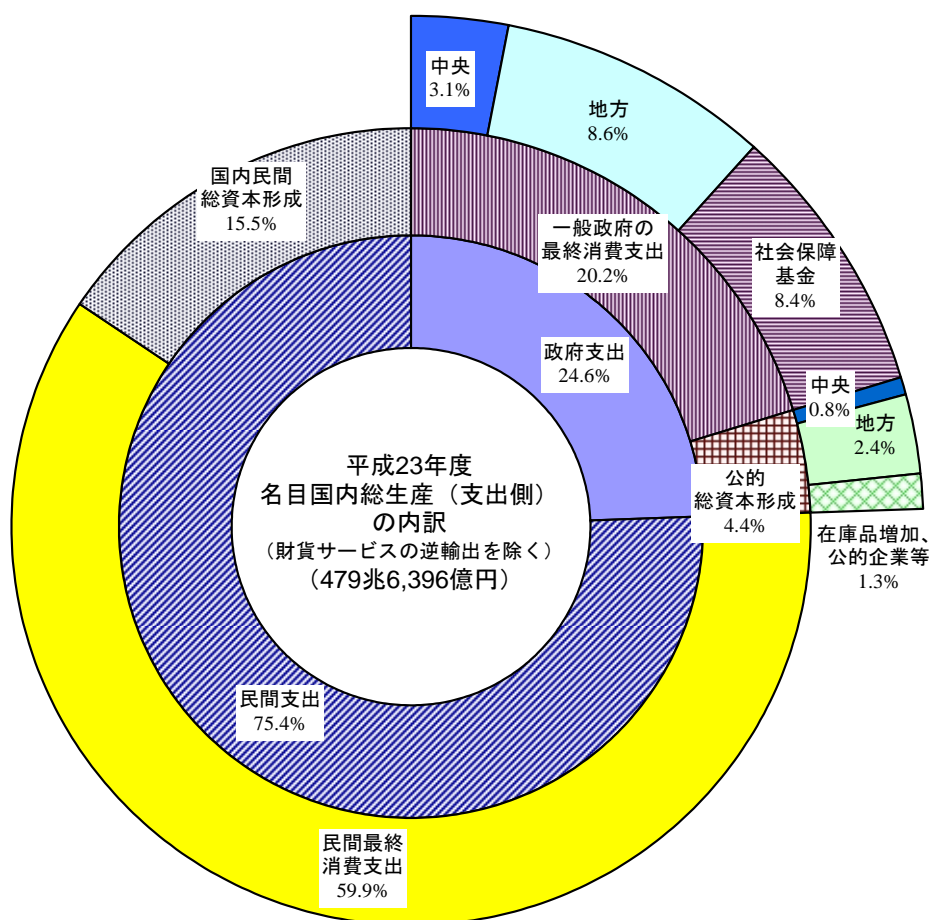 中央
3.1%
地方
8.6%
国内民間
総資本形成
15.5%
一般政府の
最終消費支出
20.2%
社会保障
基金
8.4%
政府支出
24.6%
中央
0.8%
地方
2.4%
公的
総資本形成
4.4%
在庫品増加、
公的企業等
1.3%
平成23年度
名目国内総生産（支出側）
の内訳
（財貨サービスの逆輸出を除く）
（479兆6,396億円）
民間支出
75.4%
民間最終
消費支出
59.9%